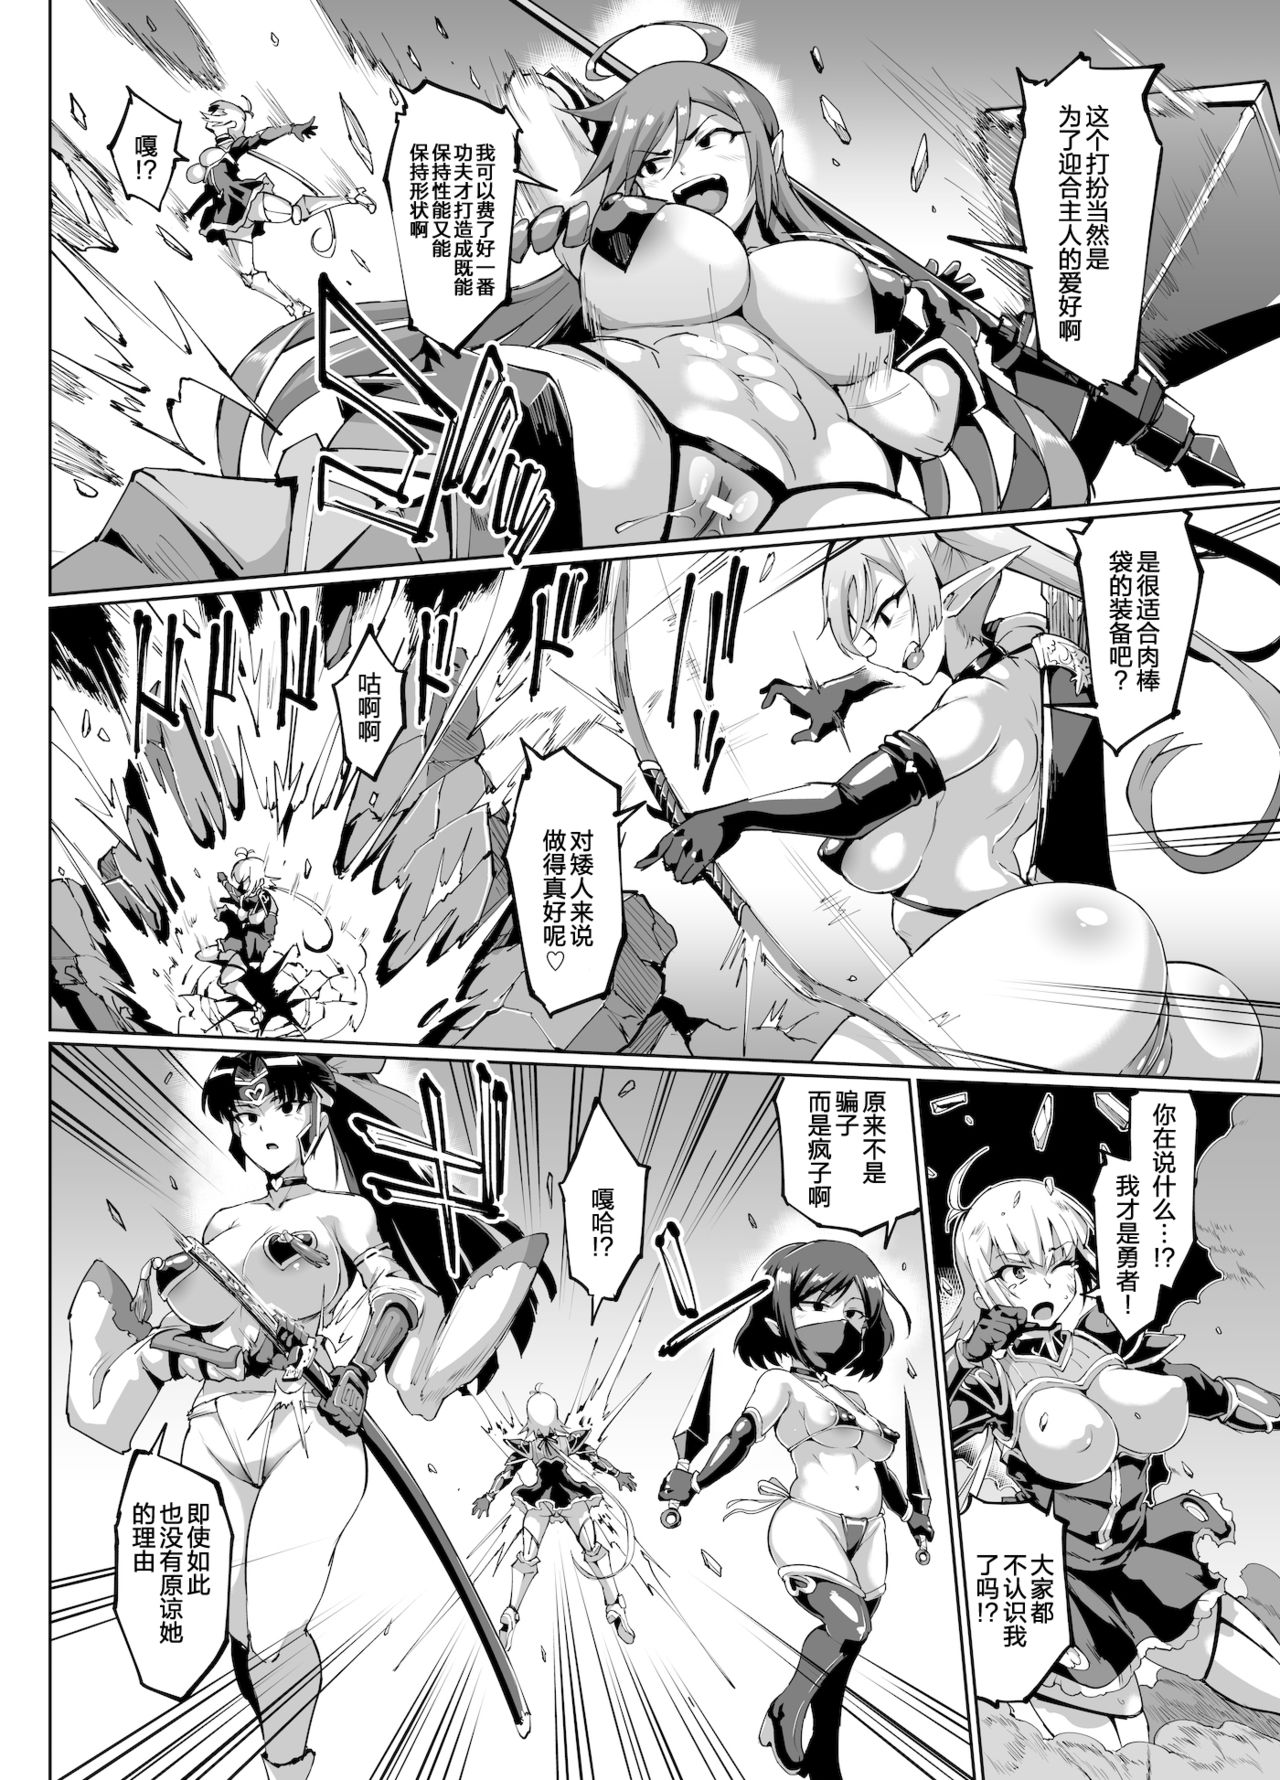 这个打扮当然是
为了迎合主人的爱好啊
我可以费了好一番
功夫才打造成既能
保持性能又能
保持形状啊
嘎!?
是很适合肉棒
袋的装备吧？
ドドドド
咕啊啊
对矮人来说
做得真好呢♡
你在说什么…!?
我才是勇者！
大家都
不认识我
了吗!?
原来不是
骗子
而是疯子啊
嘎哈!?
即使如此
也没有原谅她
的理由